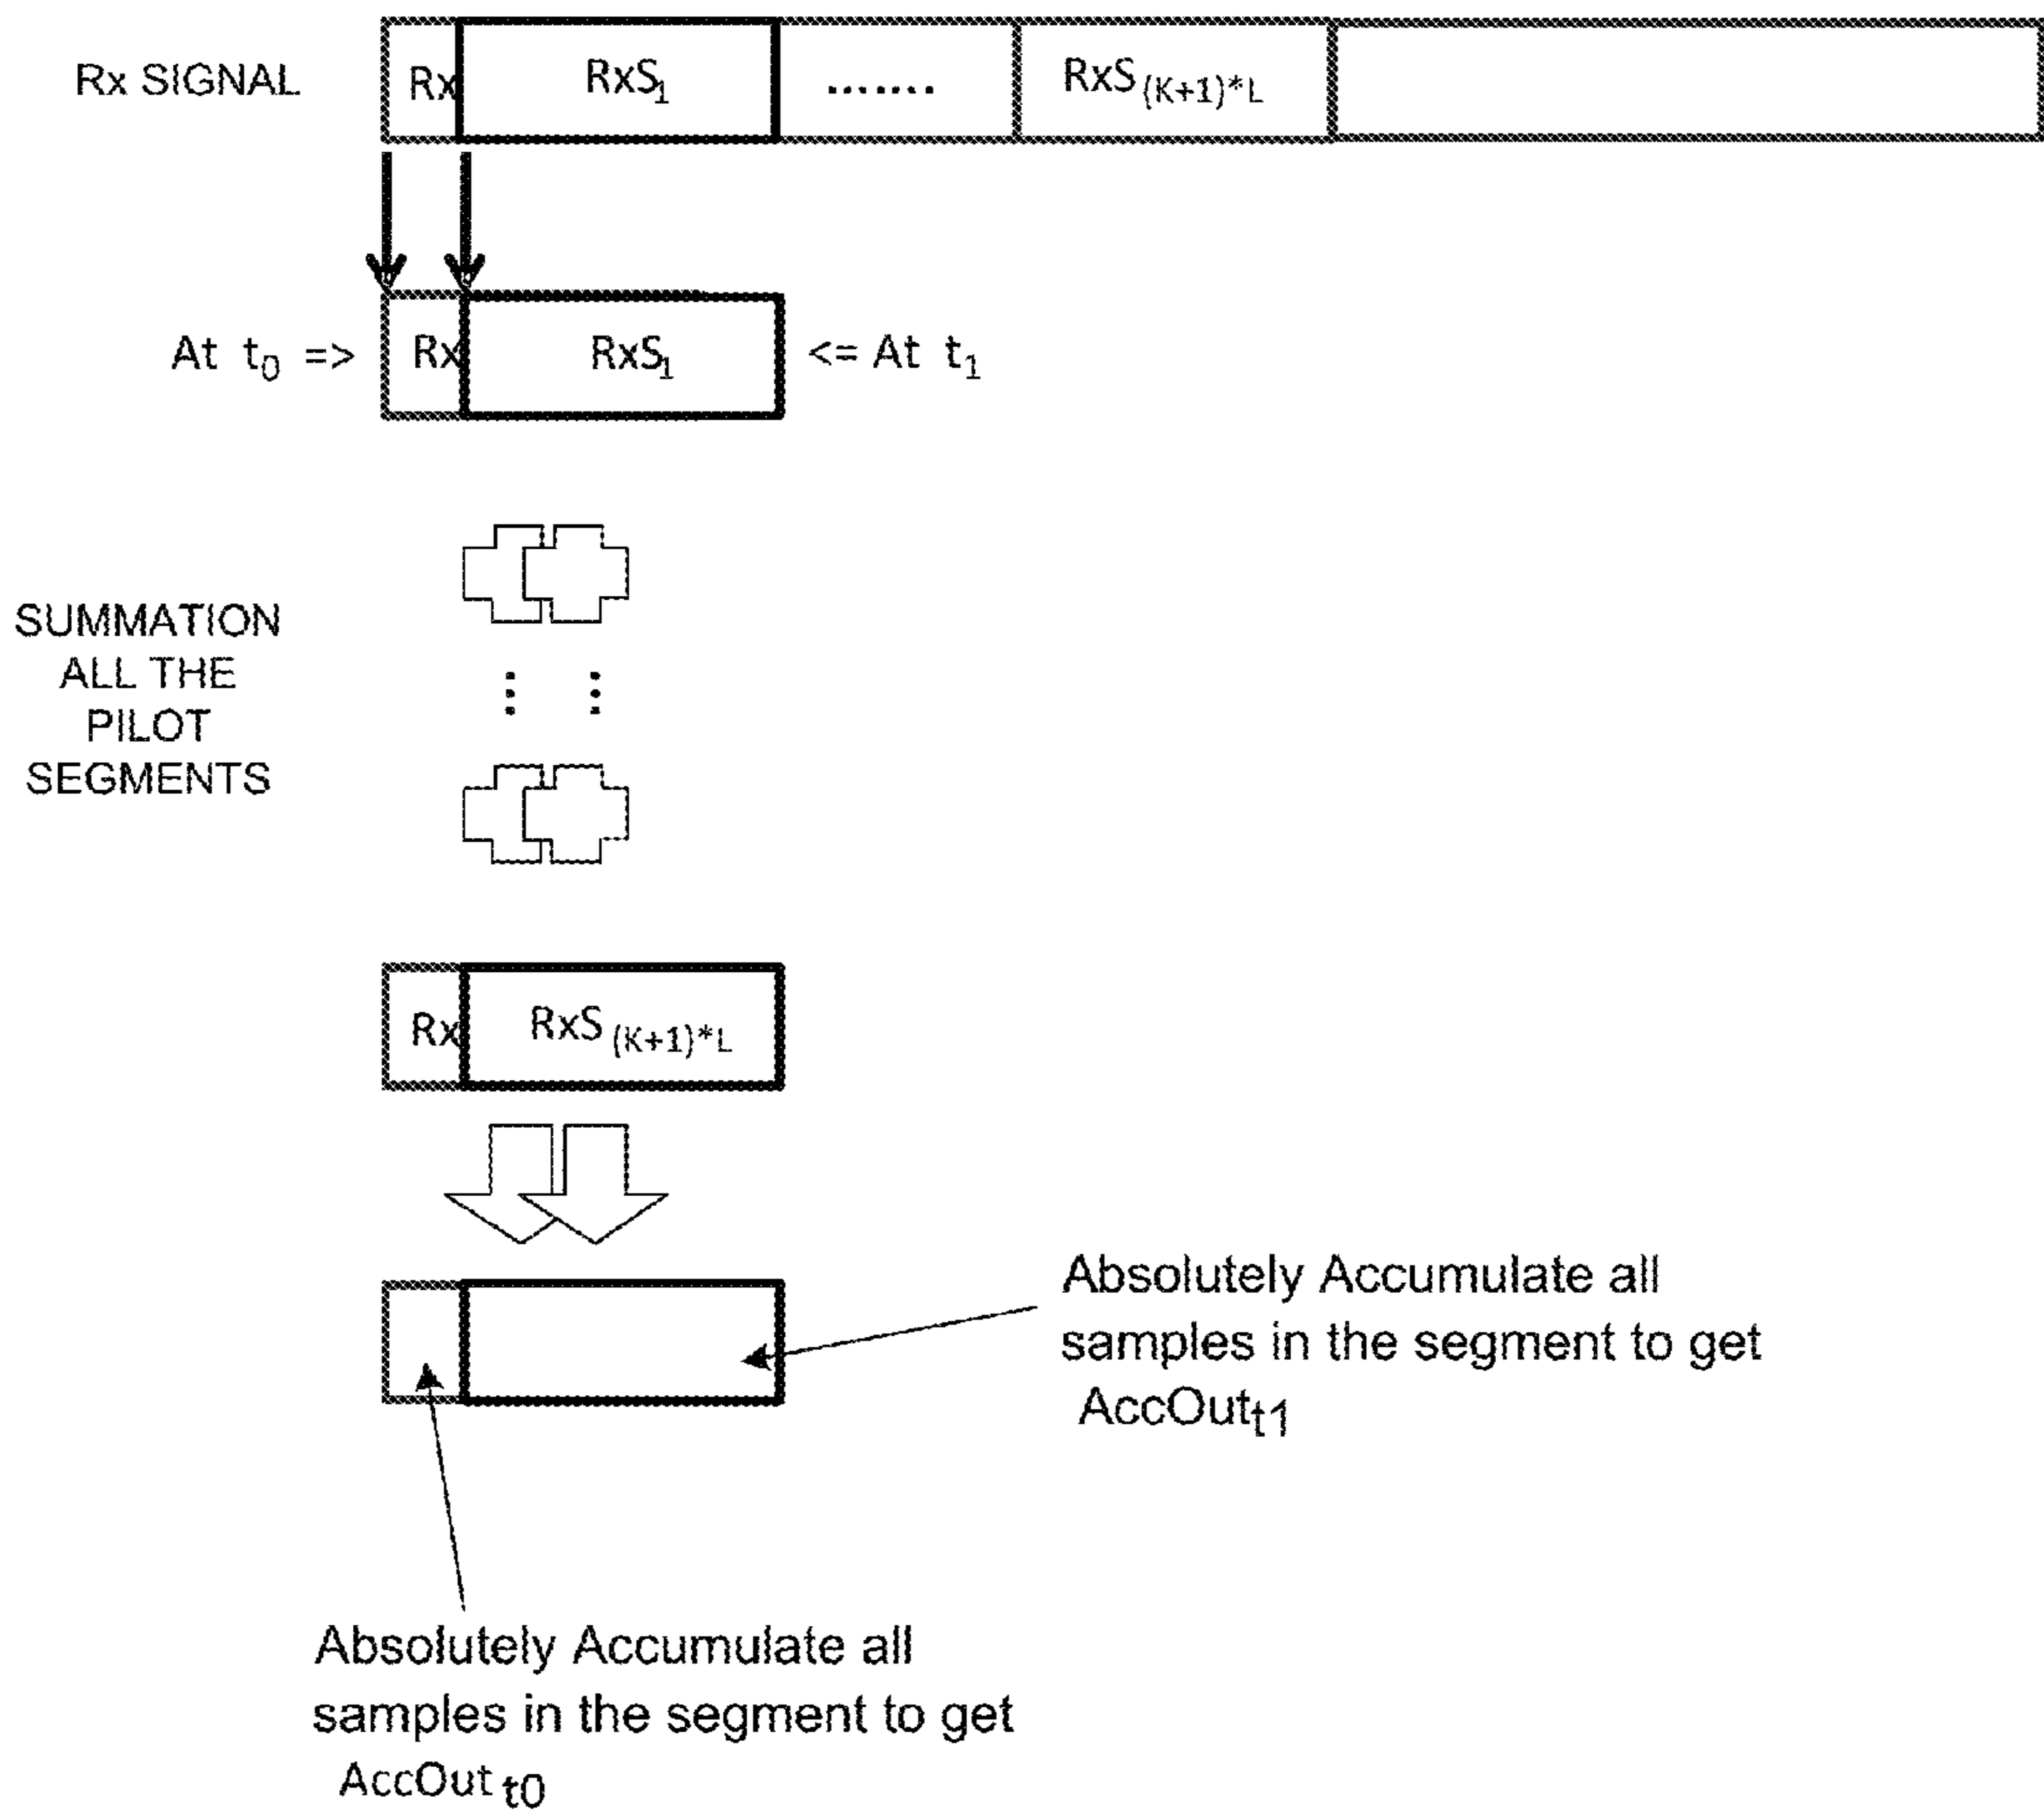 Rx SIGNAL Rx RxS1 ....... RxS(K+1)*L
At t0 => Rx RxS1 <= At t1
SUMMATION
ALL THE
PILOT
SEGMENTS
Rx RxS(K+1)*L
Absolutely Accumulate all
samples in the segment to get
AccOutt1
Absolutely Accumulate all
samples in the segment to get
AccOut t0